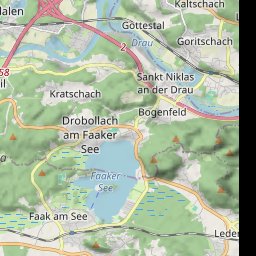 Kaltschach
alen
Göttestal
Goritschach
2
Drau
58
Sankt Niklas
an der Drau
Kratschach
Bogenfeld
Drobollach
am Faaker
See
Faaker
See
Faak am See
Lede